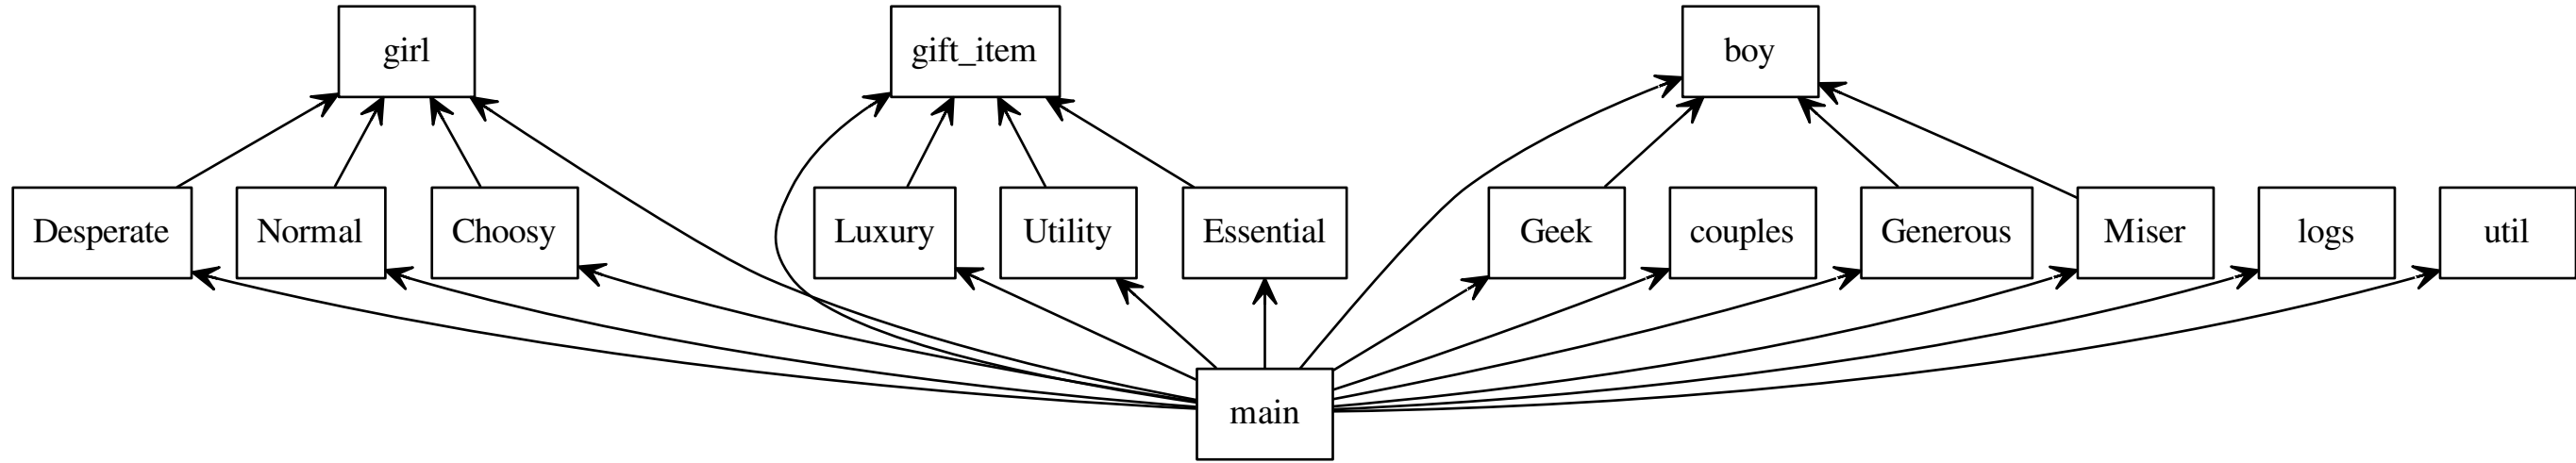 girl
gift_item
boy
Desperate
Normal
Choosy
Luxury
Utility
Essential
Geek
couples
Generous
Miser
logs
util
main